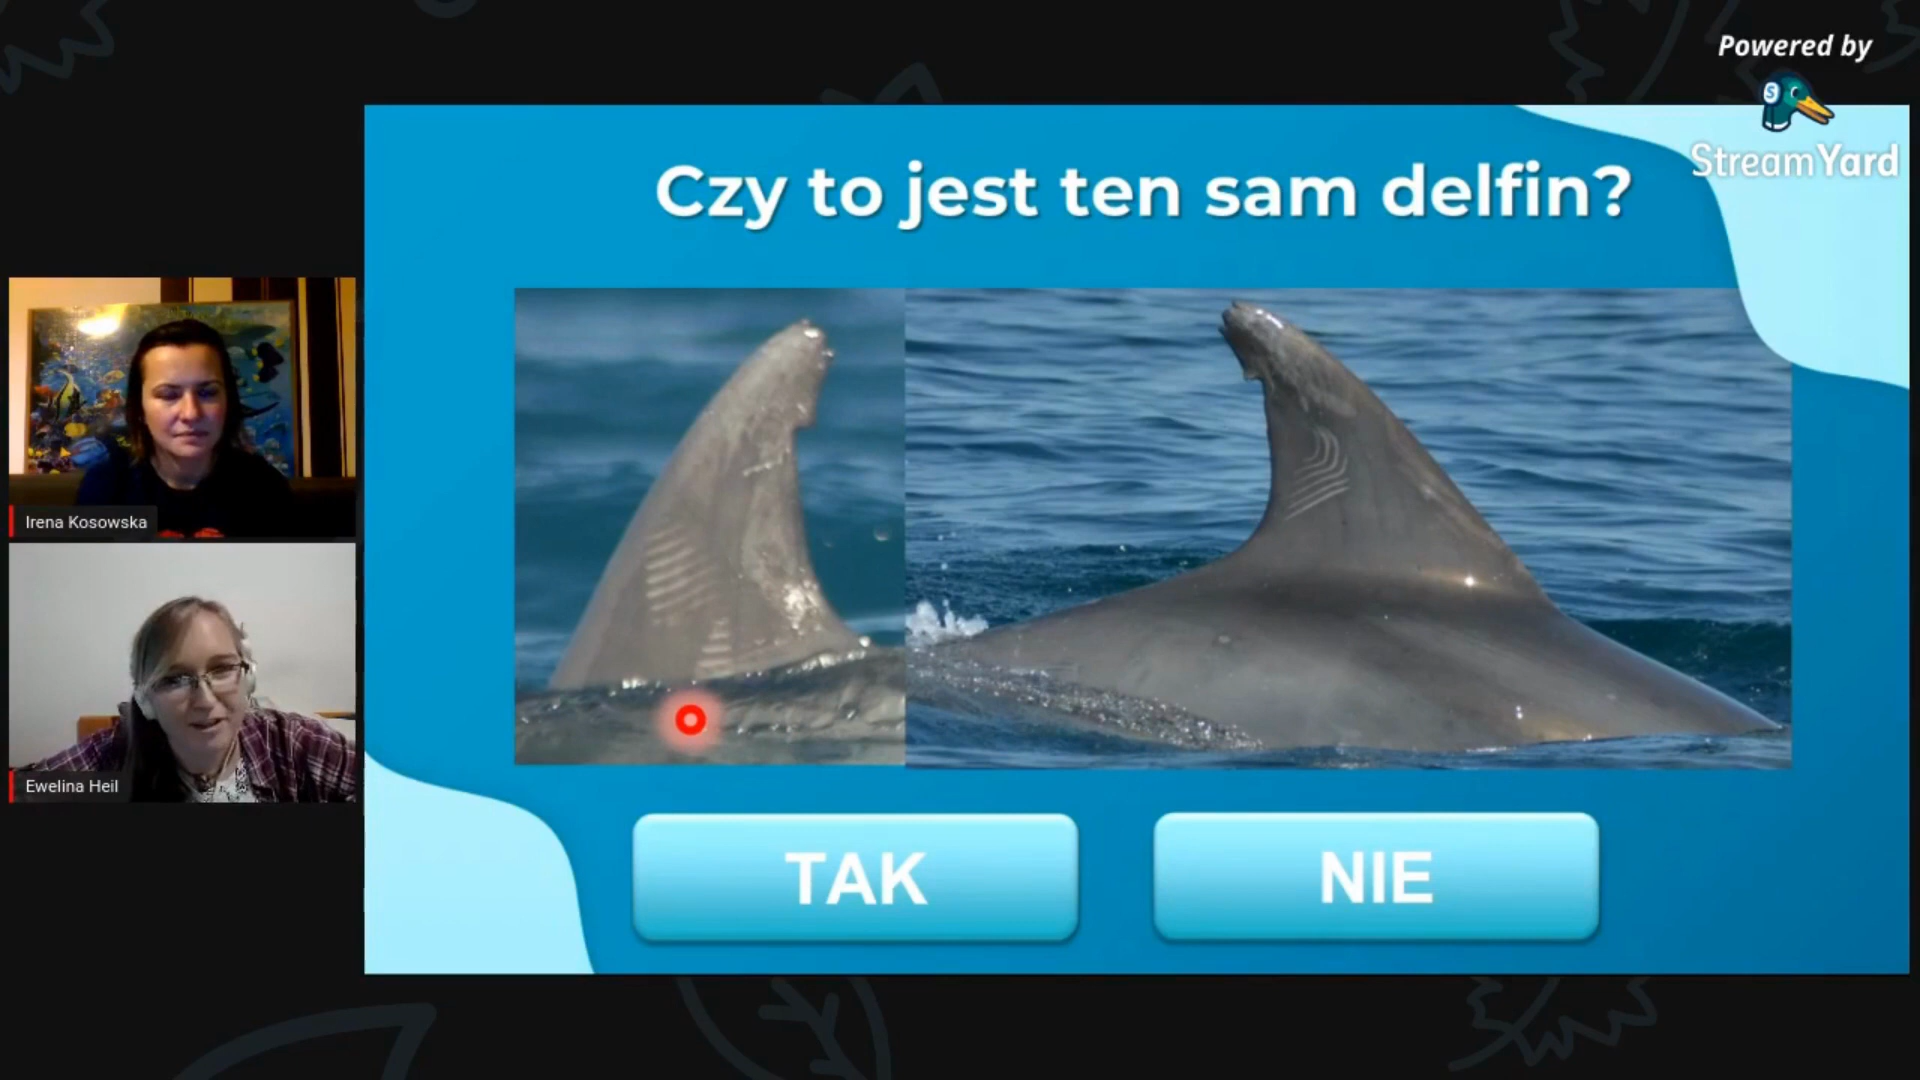 Powered by
StreamYard
Czy to jest ten sam delfin?
Irena Kosowska
Ewelina Heil
TAK
NIE